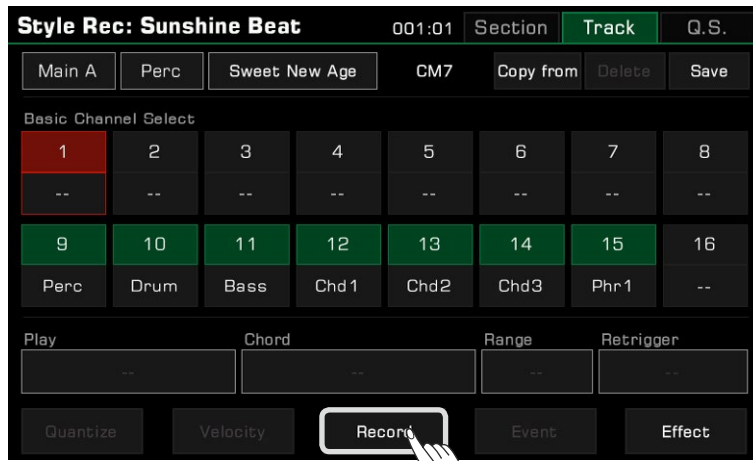 Style Rec: Sunshine Beat 001:01 Section Track Q.S.
Main A Perc Sweet New Age CM7 Copy from Delete Save
Basic Channel Select
1 2 3 4 5 6 7 8
-- -- -- -- -- -- -- --
9 10 11 12 13 14 15 16
Perc Drum Bass Chd1 Chd2 Chd3 Phr1 --
Play Chord Range Retrigger
-- -- -- --
Quantize Velocity Record Event Effect